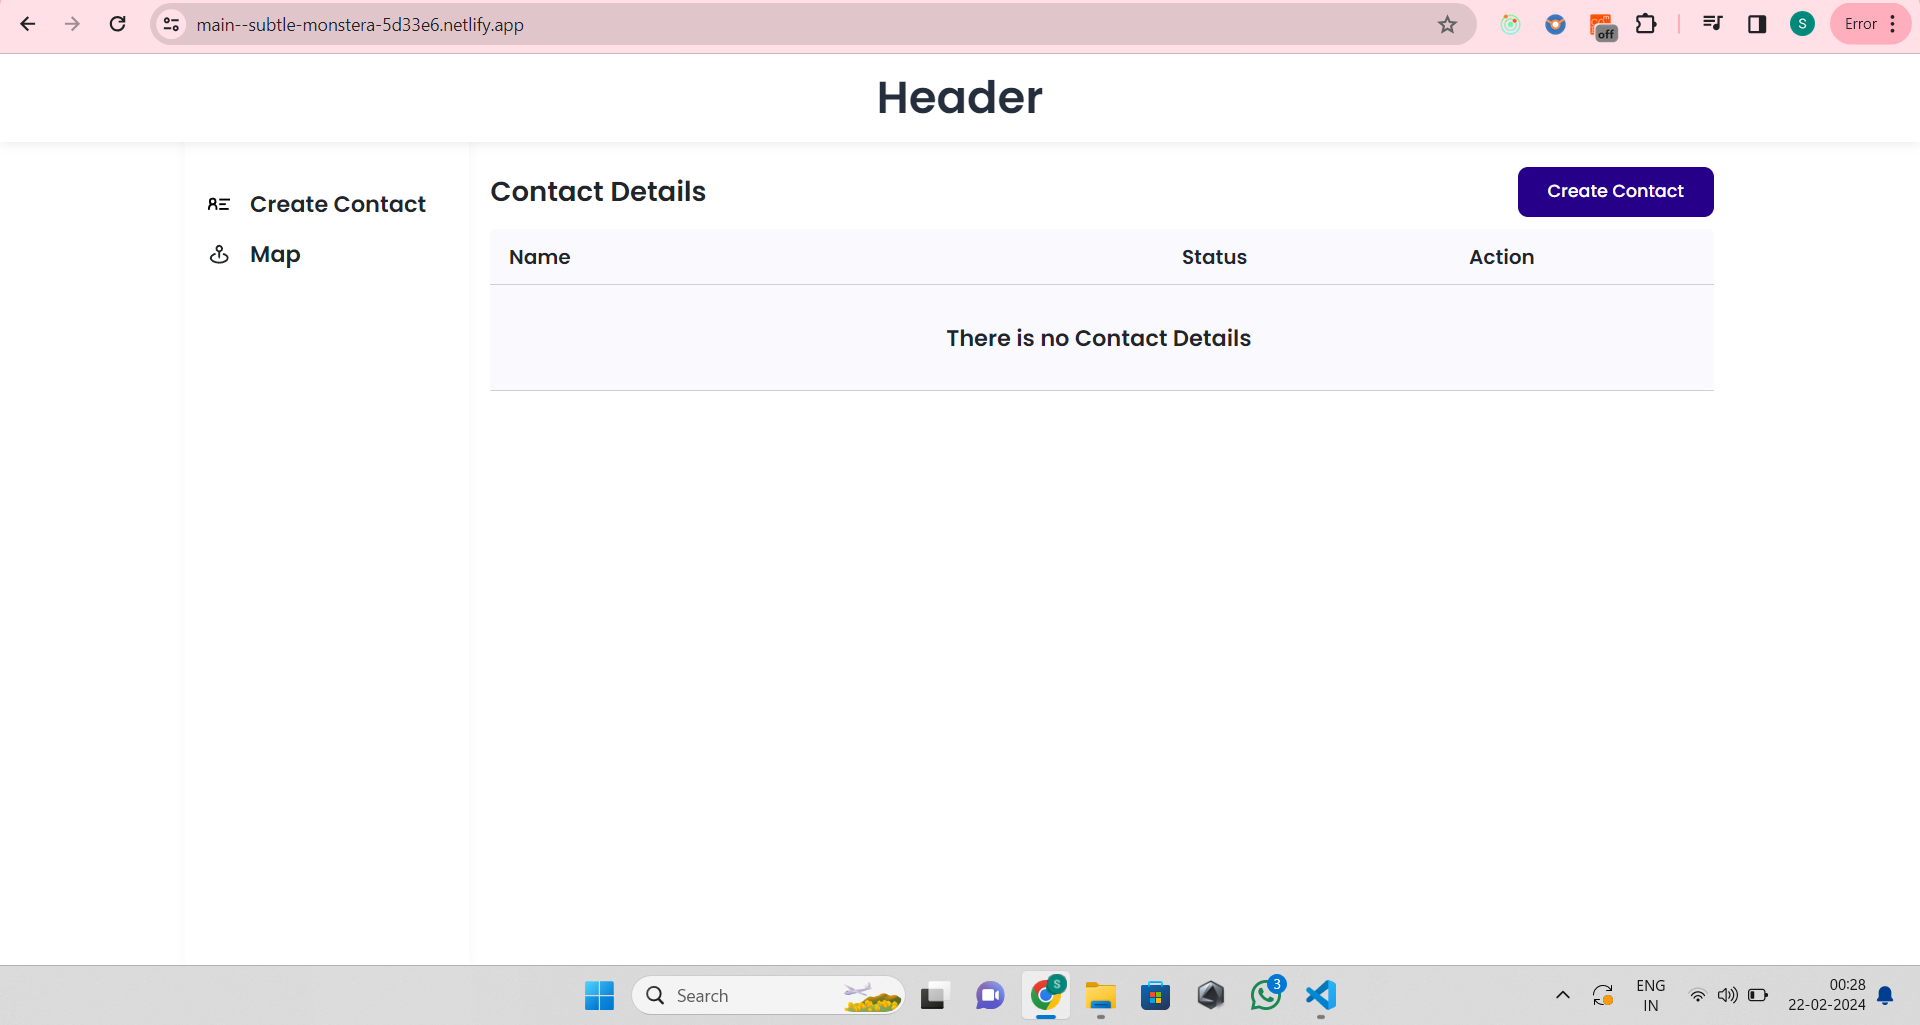 main--subtle-monstera-5d33e6.netlify.app
off
S
Error
Header
Create Contact
Map
Contact Details
Create Contact
Name Status Action
There is no Contact Details
Search
S
3
ENG
IN
00:28
22-02-2024